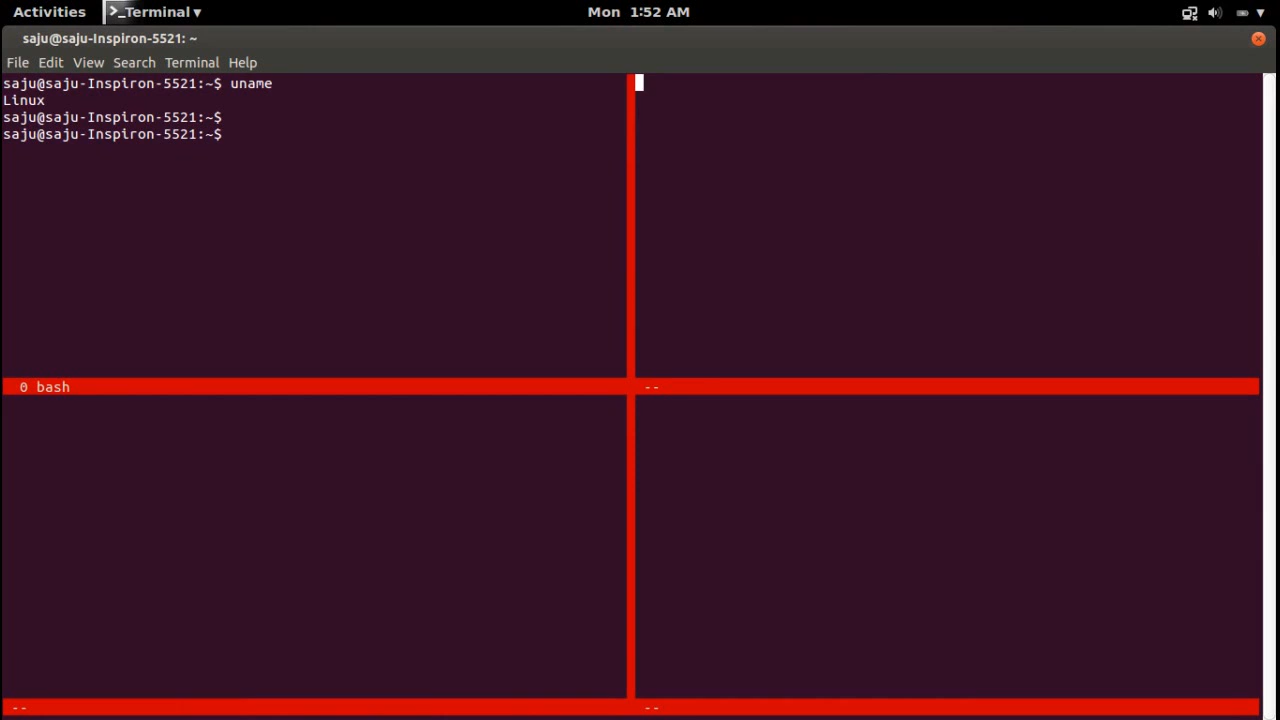 Activities >_Terminal ▾ Mon 1:52 AM
saju@saju-Inspiron-5521: ~
File Edit View Search Terminal Help
saju@saju-Inspiron-5521:~$ uname
Linux
saju@saju-Inspiron-5521:~$
saju@saju-Inspiron-5521:~$
0 bash
--
--
--